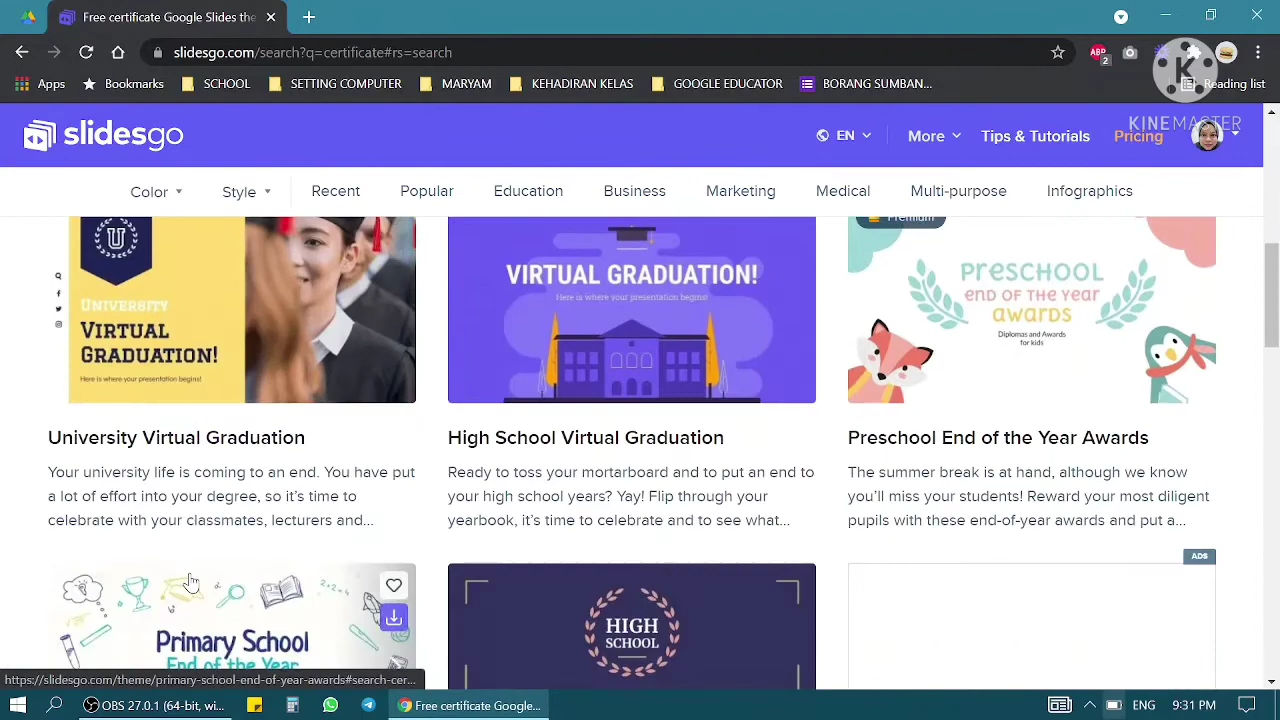 Free certificate Google Slides the
slidesgo.com/search?q=certificate#rs=search
ABP
2
Apps
Bookmarks
SCHOOL
SETTING COMPUTER
MARYAM
KEHADIRAN KELAS
GOOGLE EDUCATOR
BORANG SUMBAN...
Reading list
K
KINEMASTER
slidesgo
EN
More
Tips & Tutorials
Pricing
Color
Style
Recent
Popular
Education
Business
Marketing
Medical
Multi-purpose
Infographics
U
UNIVERSITY
VIRTUAL
GRADUATION!
Here is where your presentation begins!
VIRTUAL GRADUATION!
Here is where your presentation begins!
Premium
PRESCHOOL
END OF THE YEAR
AWARDS
Diplomas and Awards
for kids
University Virtual Graduation
High School Virtual Graduation
Preschool End of the Year Awards
Your university life is coming to an end. You have put
a lot of effort into your degree, so it's time to
celebrate with your classmates, lecturers and...
Ready to toss your mortarboard and to put an end to
your high school years? Yay! Flip through your
yearbook, it's time to celebrate and to see what...
The summer break is at hand, although we know
you'll miss your students! Reward your most diligent
pupils with these end-of-year awards and put a...
ADS
2+2=4
Primary School
End of the Year
HIGH
SCHOOL
https://slidesgo.com/theme/primary-school-end-of-year-awards#search-cer...
OBS 27.0.1 (64-bit, wi...
Free certificate Google...
ENG
9:31 PM